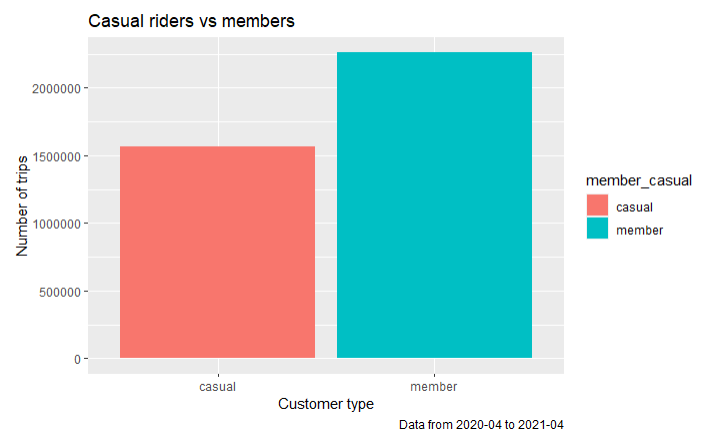 Casual riders vs members
Number of trips
2000000
1500000
1000000
500000
0
casual
member
Customer type
Data from 2020-04 to 2021-04
member_casual
casual
member